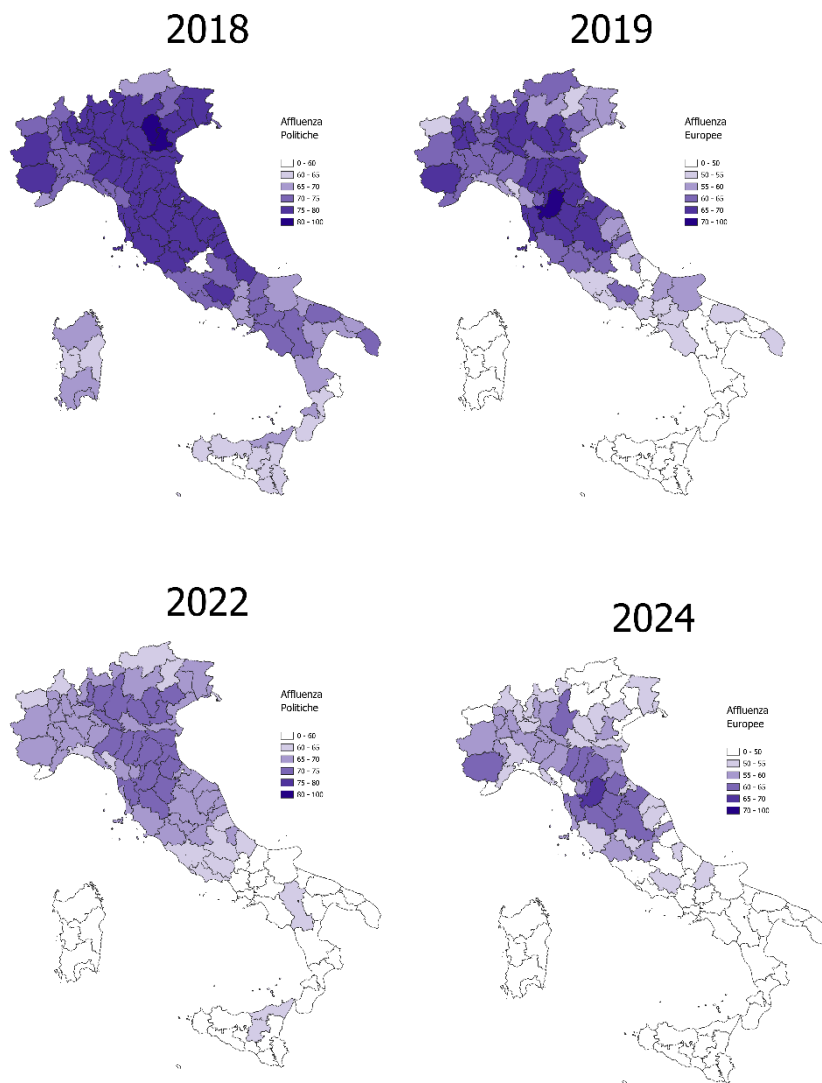 2018
2019
Affluenza
Politiche
0 - 60
60 - 65
65 - 70
70 - 75
75 - 80
80 - 100
Affluenza
Europee
0 - 50
50 - 55
55 - 60
60 - 65
65 - 70
70 - 100
2022
2024
Affluenza
Politiche
0 - 60
60 - 65
65 - 70
70 - 75
75 - 80
80 - 100
Affluenza
Europee
0 - 50
50 - 55
55 - 60
60 - 65
65 - 70
70 - 100